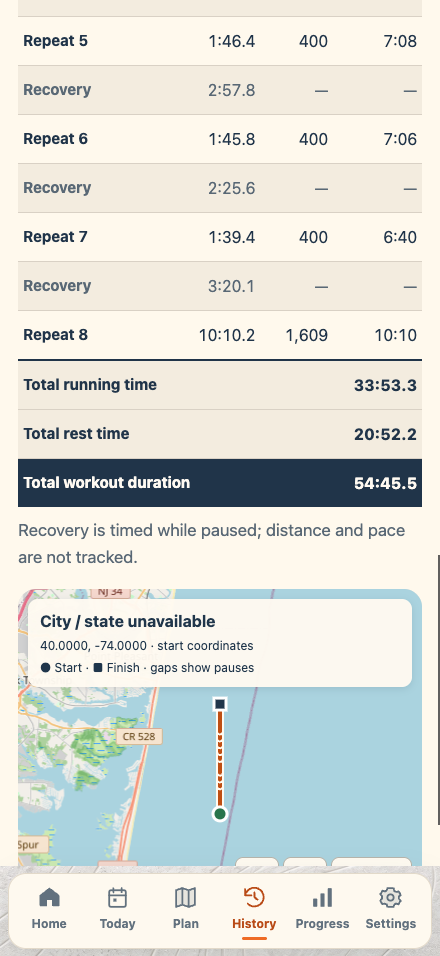 Repeat 5 1:46.4 400 7:08
Recovery 2:57.8 — —
Repeat 6 1:45.8 400 7:06
Recovery 2:25.6 — —
Repeat 7 1:39.4 400 6:40
Recovery 3:20.1 — —
Repeat 8 10:10.2 1,609 10:10
Total running time 33:53.3
Total rest time 20:52.2
Total workout duration 54:45.5
Recovery is timed while paused; distance and pace
are not tracked.
NJ 34
City / state unavailable
40.0000, -74.0000 · start coordinates
Start · Finish · gaps show pauses
CR 528
Spur
Home Today Plan History Progress Settings